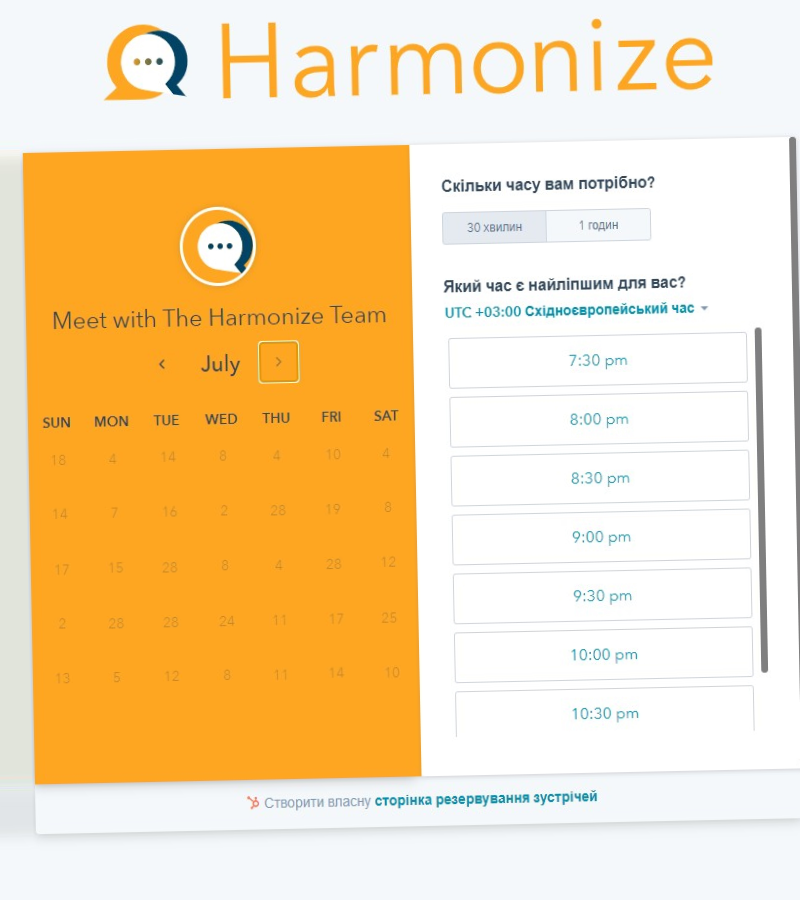 Harmonize
Meet with The Harmonize Team
July
SUN MON TUE WED THU FRI SAT
18 4 14 8 4 10 4
14 7 16 2 28 19 8
17 15 28 8 4 28 12
2 28 28 24 11 17 25
13 5 12 8 11 14 10
Скільки часу вам потрібно?
30 хвилин 1 годин
Який час є найліпшим для вас?
UTC +03:00 Східноєвропейський час
7:30 pm
8:00 pm
8:30 pm
9:00 pm
9:30 pm
10:00 pm
10:30 pm
Створити власну сторінка резервування зустрічей